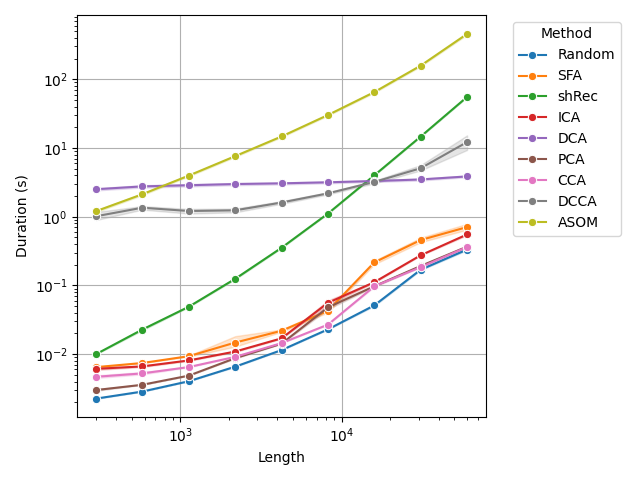 Method
Random
SFA
shRec
ICA
DCA
PCA
CCA
DCCA
ASOM
Duration (s)
10²
10¹
10⁰
10⁻¹
10⁻²
10³ 10⁴
Length